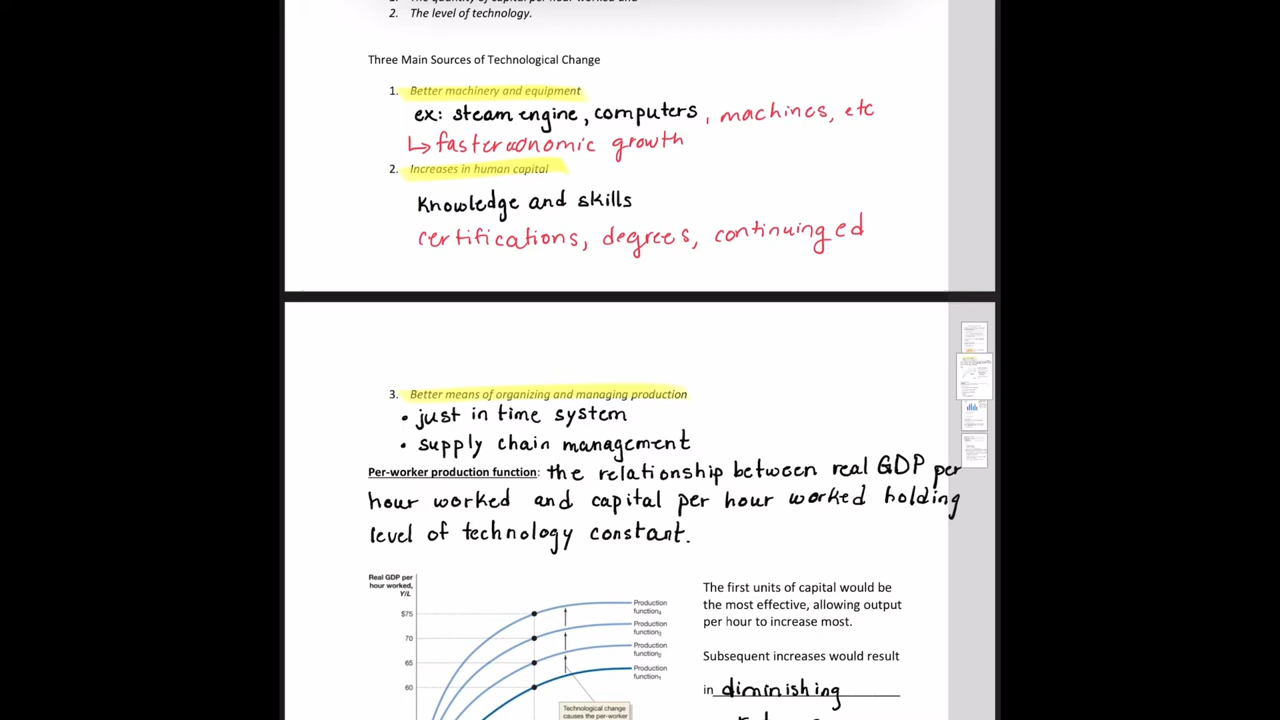 2. The level of technology.
Three Main Sources of Technological Change
1. Better machinery and equipment
ex: steam engine, computers, machines, etc
↳ faster economic growth
2. Increases in human capital
Knowledge and skills
certifications, degrees, continuing ed
3. Better means of organizing and managing production
• just in time system
• supply chain management
Per-worker production function: the relationship between real GDP per
hour worked and capital per hour worked holding
level of technology constant.
Real GDP per
hour worked,
Y/L
$75
70
65
60
Production
function₄
Production
function₃
Production
function₂
Production
function₁
Technological change
causes the per-worker
The first units of capital would be
the most effective, allowing output
per hour to increase most.
Subsequent increases would result
in diminishing